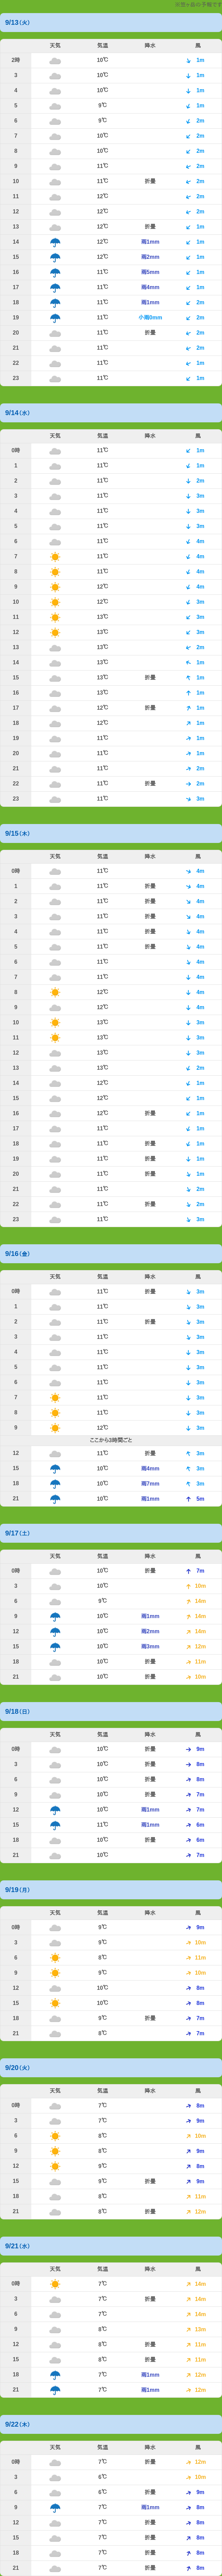 9/13(火)
天気 気温 降水 風
2時 10℃ 1m
3 10℃ 1m
4 10℃ 1m
5 9℃ 1m
6 9℃ 2m
7 10℃ 2m
8 10℃ 2m
9 11℃ 2m
10 11℃ 折畳 2m
11 12℃ 2m
12 12℃ 2m
13 12℃ 折畳 1m
14 12℃ 雨1mm 1m
15 12℃ 雨2mm 1m
16 12℃ 雨5mm 1m
17 11℃ 雨4mm 1m
18 11℃ 雨1mm 2m
19 11℃ 小雨0mm 2m
20 11℃ 折畳 2m
21 11℃ 2m
22 11℃ 1m
23 11℃ 1m
9/14(水)
天気 気温 降水 風
0時 11℃ 1m
1 11℃ 1m
2 11℃ 2m
3 11℃ 3m
4 11℃ 3m
5 11℃ 3m
6 11℃ 4m
7 11℃ 4m
8 11℃ 4m
9 12℃ 4m
10 12℃ 3m
11 13℃ 3m
12 13℃ 3m
13 13℃ 2m
14 13℃ 1m
15 13℃ 折畳 1m
16 13℃ 1m
17 12℃ 折畳 1m
18 12℃ 1m
19 11℃ 1m
20 11℃ 1m
21 11℃ 2m
22 11℃ 折畳 2m
23 11℃ 3m
9/15(木)
天気 気温 降水 風
0時 11℃ 4m
1 11℃ 折畳 4m
2 11℃ 折畳 4m
3 11℃ 折畳 4m
4 11℃ 折畳 4m
5 11℃ 折畳 4m
6 11℃ 4m
7 11℃ 4m
8 12℃ 4m
9 12℃ 4m
10 13℃ 3m
11 13℃ 3m
12 13℃ 3m
13 13℃ 2m
14 12℃ 1m
15 12℃ 1m
16 12℃ 折畳 1m
17 11℃ 1m
18 11℃ 折畳 1m
19 11℃ 折畳 1m
20 11℃ 折畳 1m
21 11℃ 2m
22 11℃ 折畳 2m
23 11℃ 3m
9/16(金)
天気 気温 降水 風
0時 11℃ 折畳 3m
1 11℃ 3m
2 11℃ 折畳 3m
3 11℃ 3m
4 11℃ 3m
5 11℃ 3m
6 11℃ 3m
7 11℃ 3m
8 11℃ 3m
9 12℃ 3m
ここから3時間ごと
12 11℃ 折畳 3m
15 10℃ 雨4mm 3m
18 10℃ 雨7mm 3m
21 10℃ 雨1mm 5m
9/17(土)
天気 気温 降水 風
0時 10℃ 折畳 7m
3 10℃ 10m
6 9℃ 14m
9 10℃ 雨1mm 14m
12 10℃ 雨2mm 14m
15 10℃ 雨3mm 12m
18 10℃ 折畳 11m
21 10℃ 折畳 10m
9/18(日)
天気 気温 降水 風
0時 10℃ 折畳 9m
3 10℃ 折畳 8m
6 10℃ 折畳 8m
9 10℃ 折畳 7m
12 10℃ 雨1mm 7m
15 11℃ 雨1mm 6m
18 10℃ 折畳 6m
21 10℃ 7m
9/19(月)
天気 気温 降水 風
0時 9℃ 9m
3 9℃ 10m
6 8℃ 11m
9 9℃ 10m
12 10℃ 8m
15 10℃ 8m
18 9℃ 折畳 7m
21 8℃ 7m
9/20(火)
天気 気温 降水 風
0時 7℃ 8m
3 7℃ 9m
6 8℃ 10m
9 8℃ 9m
12 9℃ 8m
15 9℃ 折畳 9m
18 8℃ 11m
21 8℃ 折畳 12m
9/21(水)
天気 気温 降水 風
0時 7℃ 14m
3 7℃ 折畳 14m
6 7℃ 14m
9 8℃ 13m
12 8℃ 折畳 11m
15 8℃ 折畳 11m
18 7℃ 雨1mm 12m
21 7℃ 雨1mm 12m
9/22(木)
天気 気温 降水 風
0時 7℃ 折畳 12m
3 6℃ 10m
6 6℃ 折畳 9m
9 7℃ 雨1mm 8m
12 7℃ 折畳 8m
15 7℃ 折畳 8m
18 7℃ 折畳 8m
21 7℃ 折畳 8m